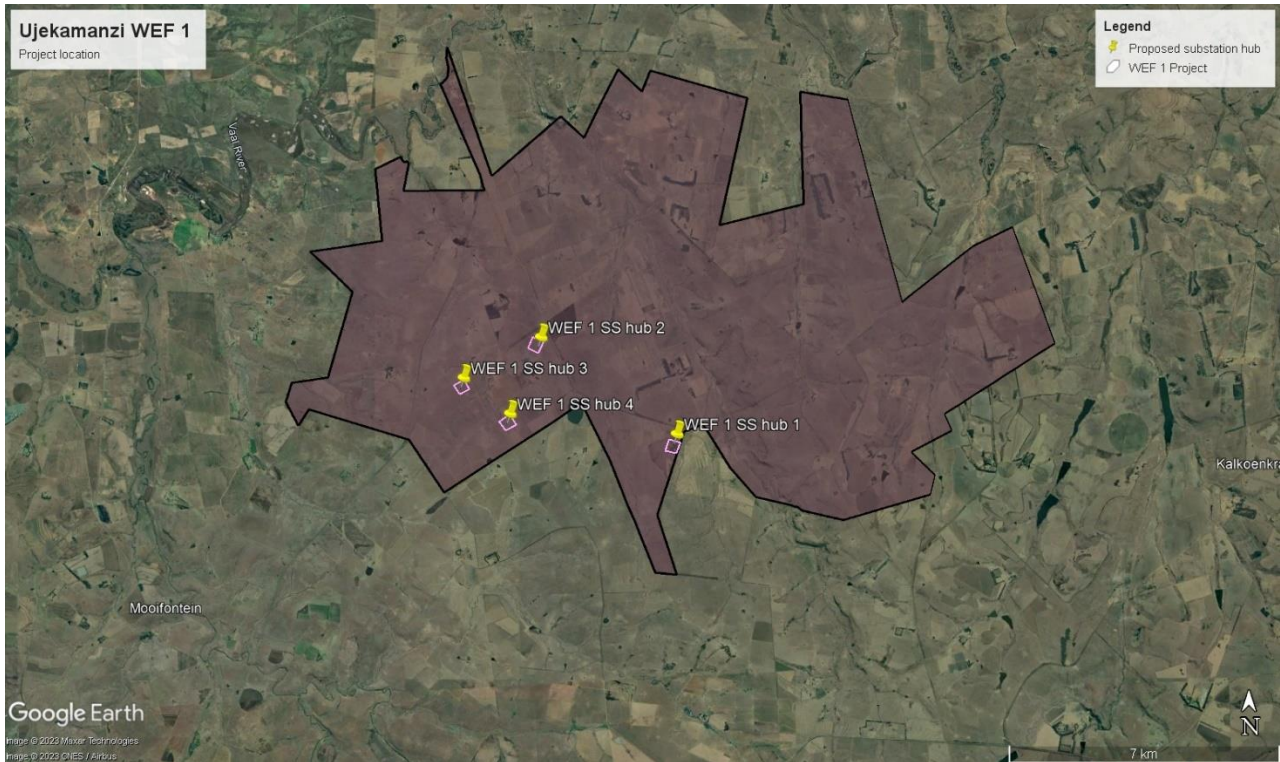 Ujekamanzi WEF 1
Project location
Legend
Proposed substation hub
WEF 1 Project
Vaal River
WEF 1 SS hub 2
WEF 1 SS hub 3
WEF 1 SS hub 4
WEF 1 SS hub 1
Kalkoenkra
Mooifontein
Google Earth
Image © 2023 Maxar Technologies
Image © 2023 CNES / Airbus
N
7 km